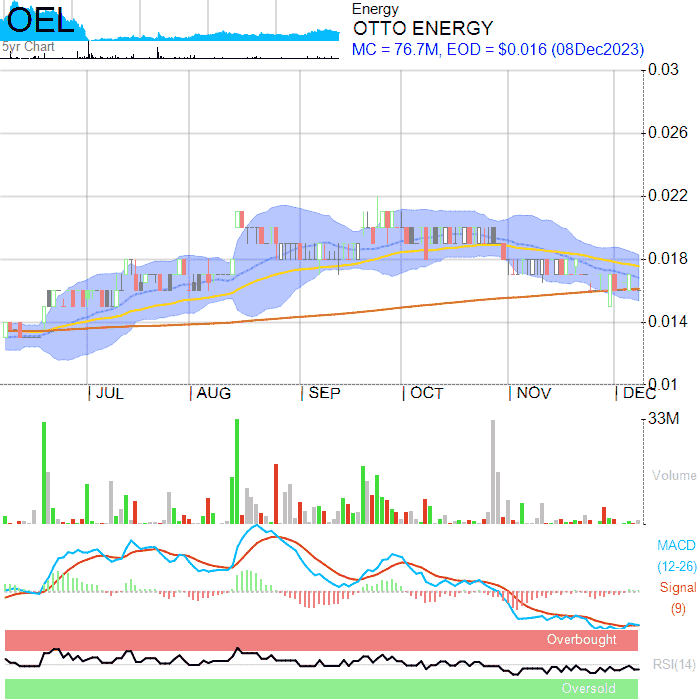 OEL
5yr Chart
Energy
OTTO ENERGY
MC = 76.7M, EOD = $0.016 (08Dec2023)
0.03
0.026
0.022
0.018
0.014
0.01
JUL AUG SEP OCT NOV DEC
33M
Volume
MACD
(12-26)
Signal
(9)
Overbought
RSI(14)
Oversold